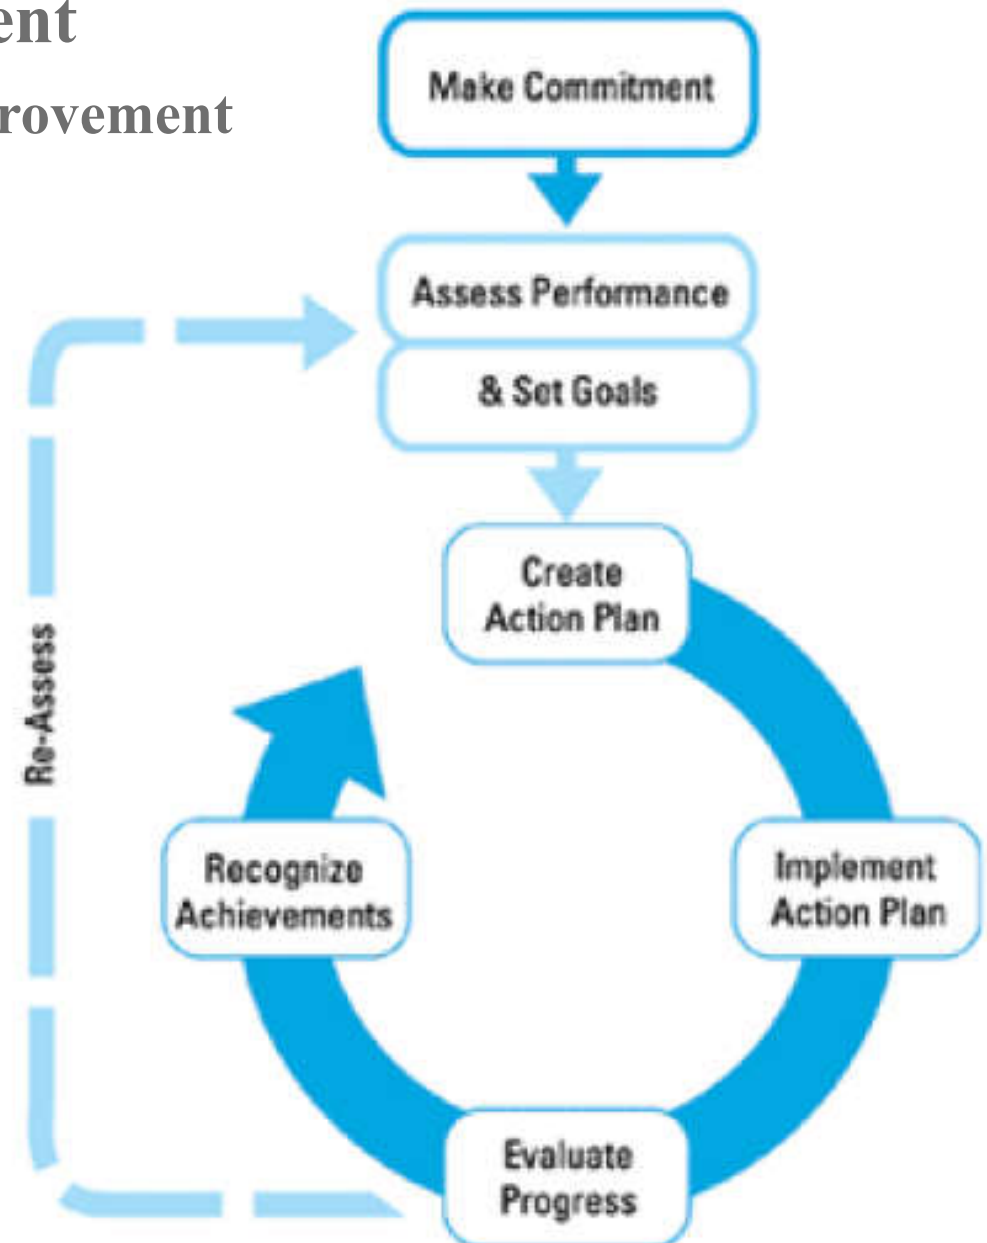 ent
rovement
Make Commitment
Assess Performance
& Set Goals
Create
Action Plan
Re-Assess
Recognize
Achievements
Implement
Action Plan
Evaluate
Progress